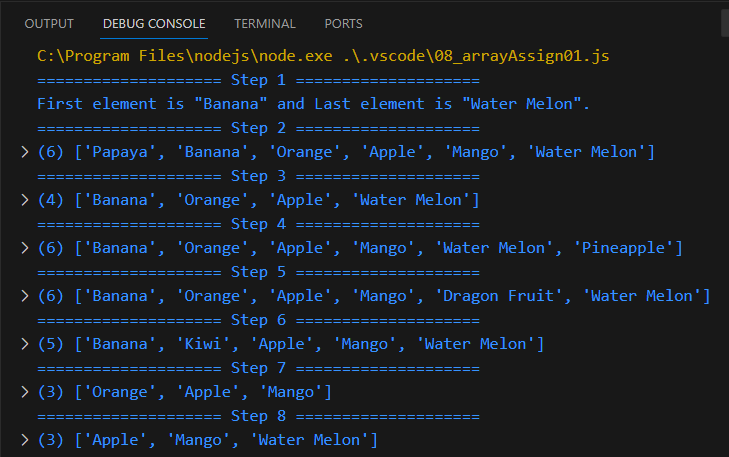 OUTPUT DEBUG CONSOLE TERMINAL PORTS
C:\Program Files\nodejs\node.exe .\.vscode\08_arrayAssign01.js
==================== Step 1 ====================
First element is "Banana" and Last element is "Water Melon".
==================== Step 2 ====================
> (6) ['Papaya', 'Banana', 'Orange', 'Apple', 'Mango', 'Water Melon']
==================== Step 3 ====================
> (4) ['Banana', 'Orange', 'Apple', 'Water Melon']
==================== Step 4 ====================
> (6) ['Banana', 'Orange', 'Apple', 'Mango', 'Water Melon', 'Pineapple']
==================== Step 5 ====================
> (6) ['Banana', 'Orange', 'Apple', 'Mango', 'Dragon Fruit', 'Water Melon']
==================== Step 6 ====================
> (5) ['Banana', 'Kiwi', 'Apple', 'Mango', 'Water Melon']
==================== Step 7 ====================
> (3) ['Orange', 'Apple', 'Mango']
==================== Step 8 ====================
> (3) ['Apple', 'Mango', 'Water Melon']